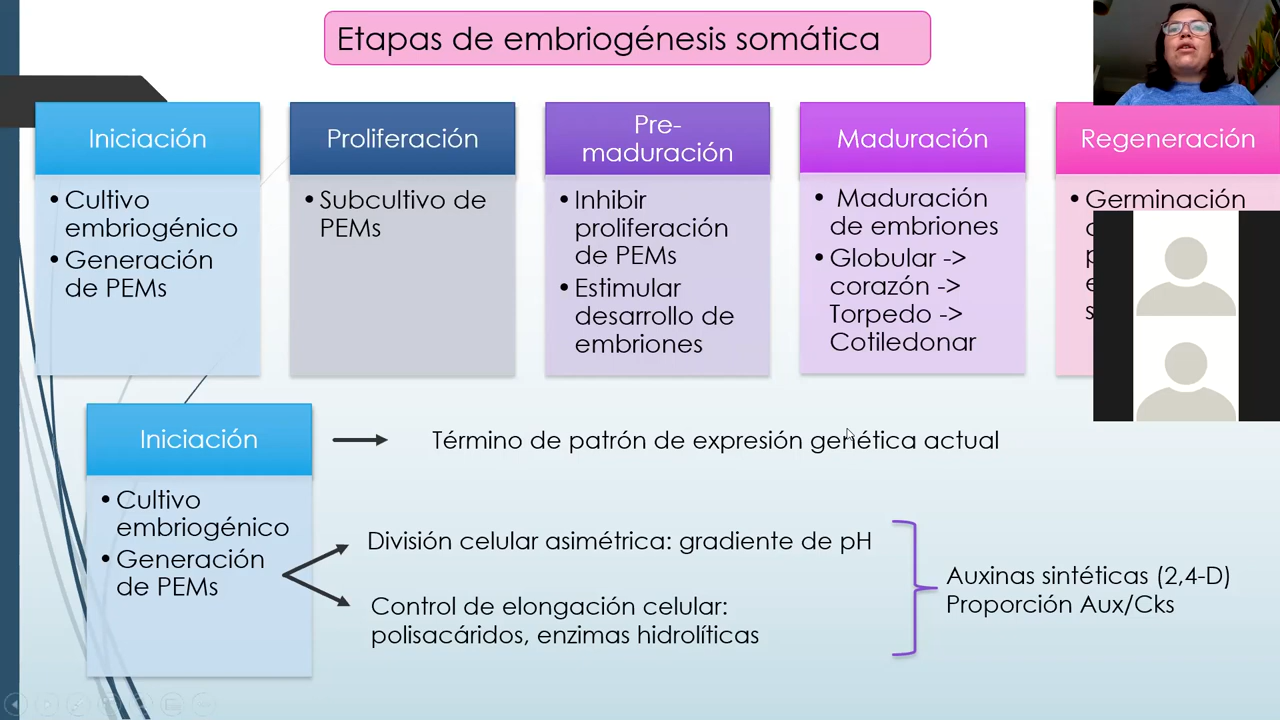 Etapas de embriogénesis somática
Iniciación
• Cultivo
embriogénico
• Generación
de PEMs
Proliferación
• Subcultivo de
PEMs
Pre-
maduración
• Inhibir
proliferación
de PEMs
• Estimular
desarrollo de
embriones
Maduración
• Maduración
de embriones
• Globular ->
corazón ->
Torpedo ->
Cotiledonar
Regeneración
• Germinación
Iniciación
• Cultivo
embriogénico
• Generación
de PEMs
Término de patrón de expresión genética actual
División celular asimétrica: gradiente de pH
Control de elongación celular:
polisacáridos, enzimas hidrolíticas
Auxinas sintéticas (2,4-D)
Proporción Aux/Cks